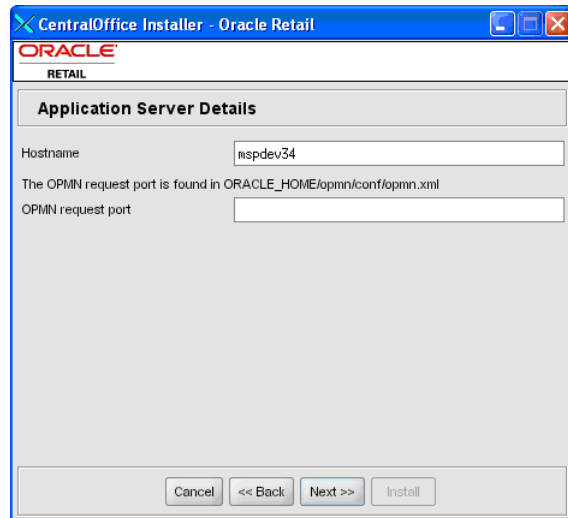 CentralOffice Installer - Oracle Retail
ORACLE
RETAIL
Application Server Details
Hostname mspdev34
The OPMN request port is found in ORACLE_HOME/opmn/conf/opmn.xml
OPMN request port
Cancel << Back Next >> Install